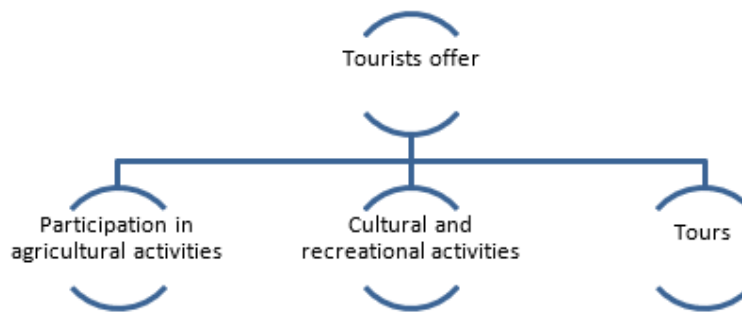 Tourists offer
Participation in
agricultural activities
Cultural and
recreational activities
Tours